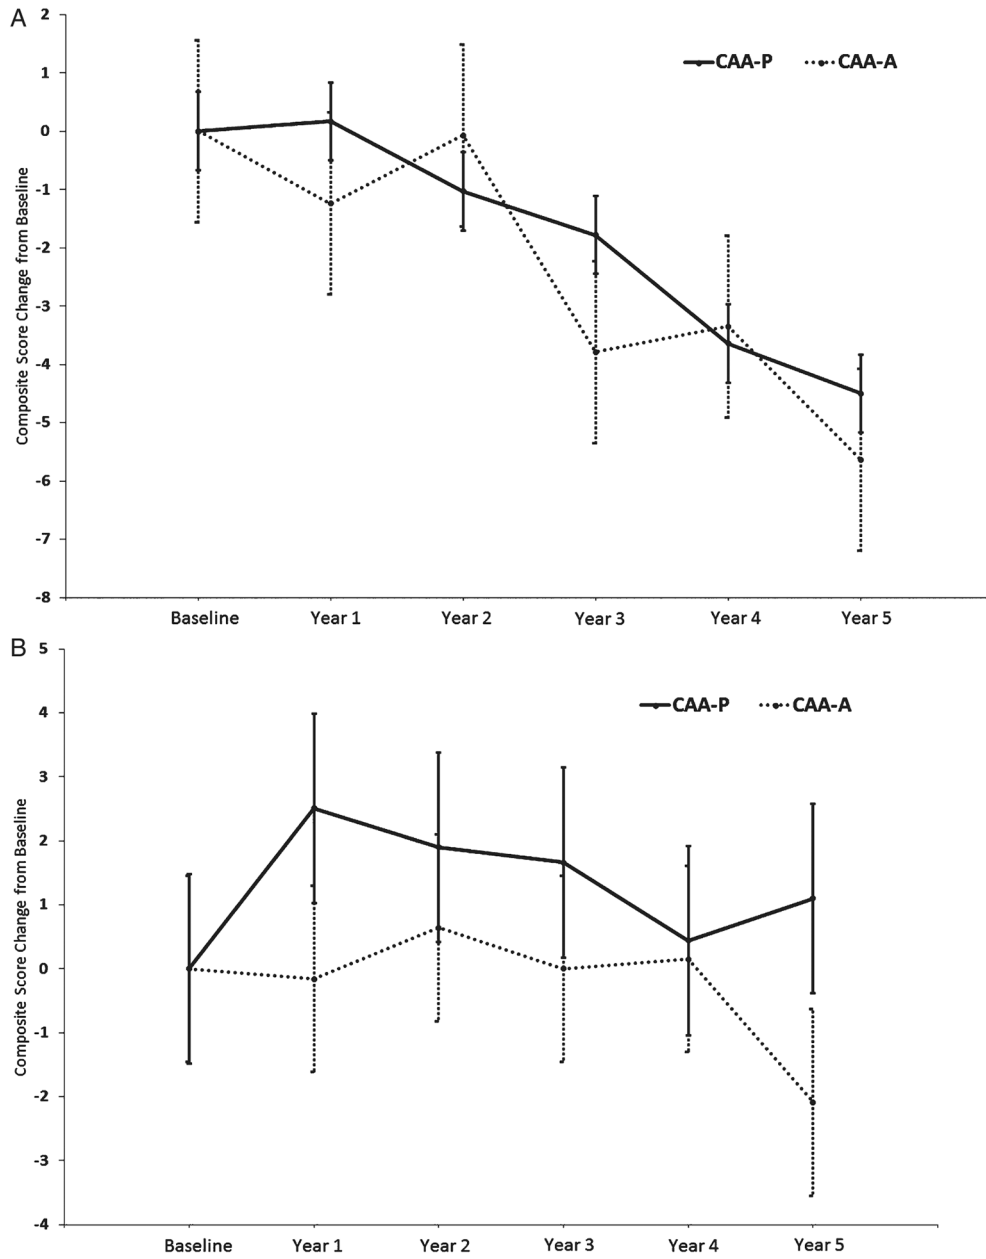 A
2
CAA-P CAA-A
1
0
-1
-2
-3
-4
-5
-6
-7
-8
Composite Score Change from Baseline
Baseline Year 1 Year 2 Year 3 Year 4 Year 5
B
5
CAA-P CAA-A
4
3
2
1
0
-1
-2
-3
-4
Composite Score Change from Baseline
Baseline Year 1 Year 2 Year 3 Year 4 Year 5